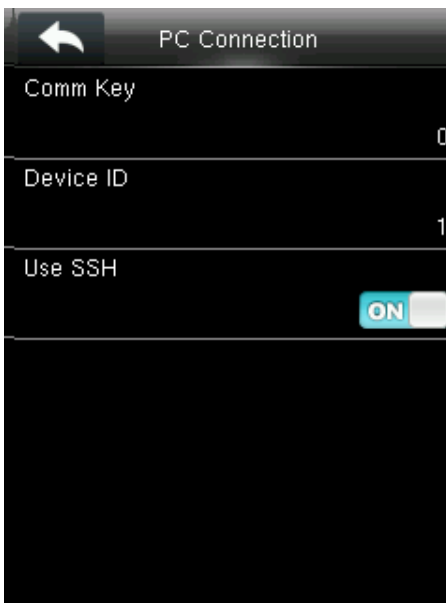 PC Connection
Comm Key
0
Device ID
1
Use SSH
ON